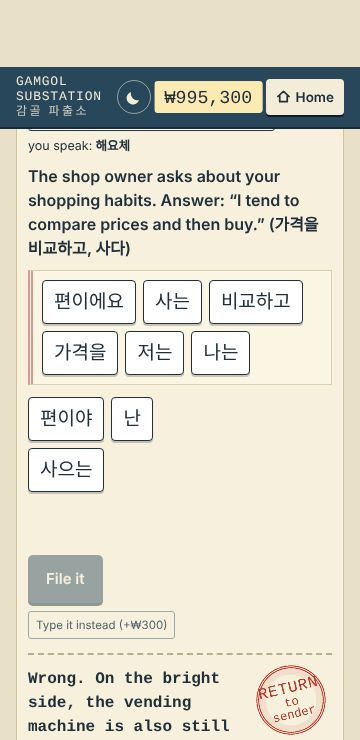 GAMGOL
SUBSTATION
감골 파출소
₩995,300
Home
you speak: 해요체
The shop owner asks about your
shopping habits. Answer: “I tend to
compare prices and then buy.” (가격을
비교하고, 사다)
편이에요 사는 비교하고
가격을 저는 나는
편이야 난
사으는
File it
Type it instead (+₩300)
Wrong. On the bright
side, the vending
machine is also still
RETURN
to
sender